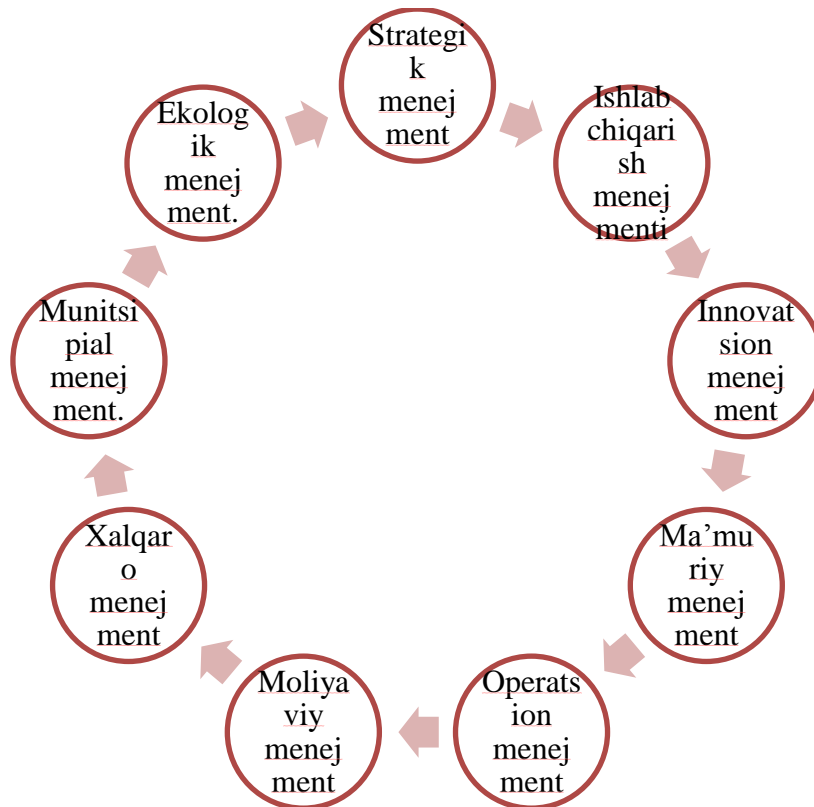 Strategi
k
menej
ment
Ishlab
chiqari
sh
menej
menti
Innovat
sion
menej
ment
Ma’mu
riy
menej
ment
Operats
ion
menej
ment
Moliya
viy
menej
ment
Xalqar
o
menej
ment
Munitsi
pial
menej
ment.
Ekolog
ik
menej
ment.